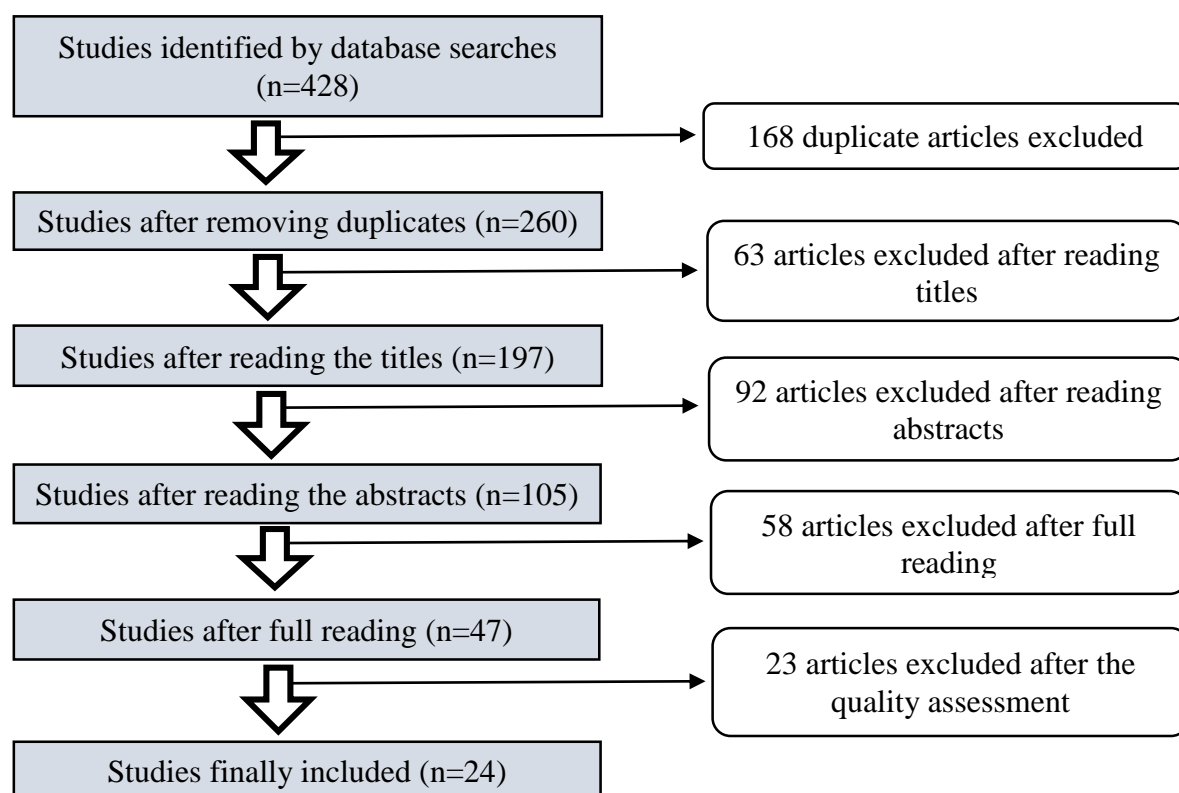 Studies identified by database searches
(n=428)
168 duplicate articles excluded
Studies after removing duplicates (n=260)
63 articles excluded after reading
titles
Studies after reading the titles (n=197)
92 articles excluded after reading
abstracts
Studies after reading the abstracts (n=105)
58 articles excluded after full
reading
Studies after full reading (n=47)
23 articles excluded after the
quality assessment
Studies finally included (n=24)